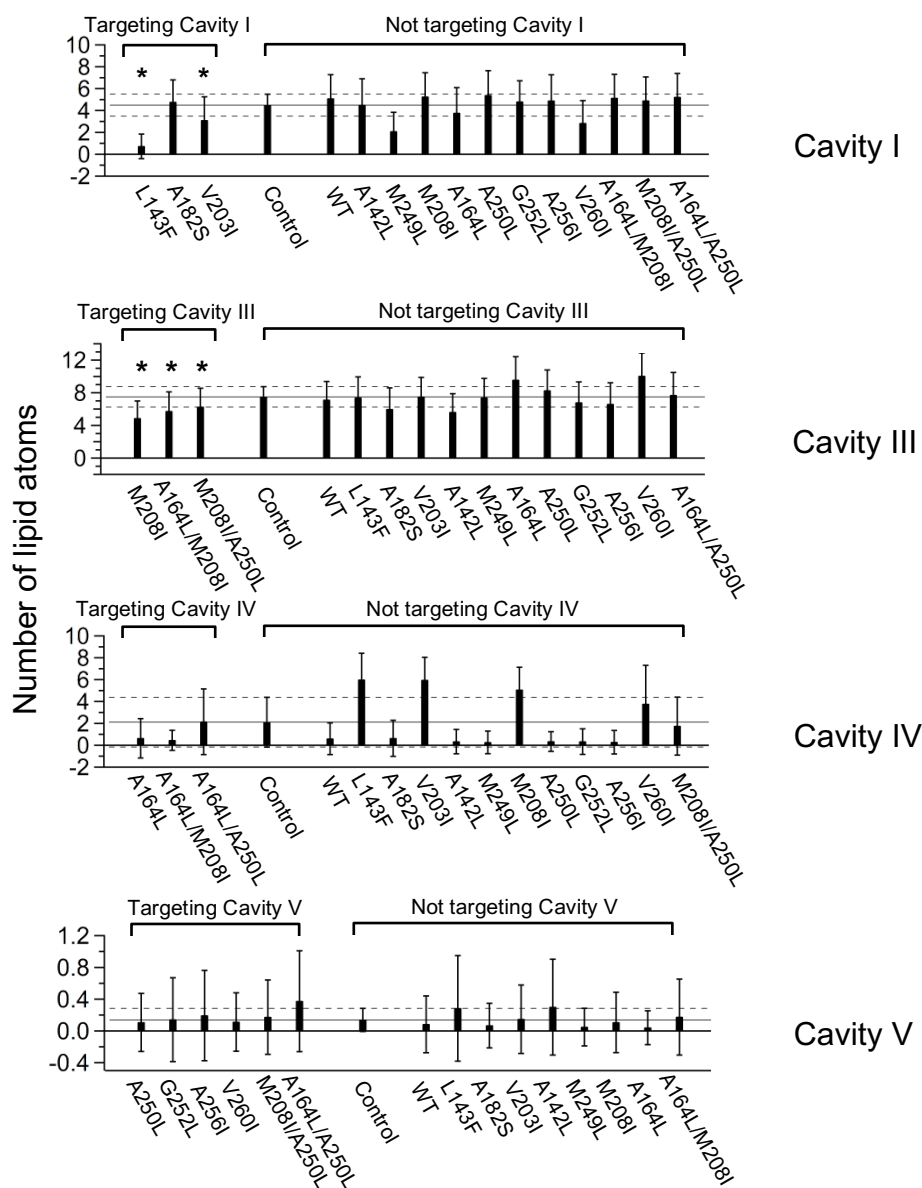 Number of lipid atoms
Targeting Cavity I
Not targeting Cavity I
10
8
6
4
2
0
-2
* *
L143F
A182S
V203I
Control
WT
A142L
M249L
M208I
A164L
A250L
G252L
A256I
V260I
A164L/M208I
M208I/A250L
A164L/A250L
Cavity I
Targeting Cavity III
Not targeting Cavity III
12
8
4
0
* * *
M208I
A164L/M208I
M208I/A250L
Control
WT
L143F
A182S
V203I
A142L
M249L
A164L
A250L
G252L
A256I
V260I
A164L/A250L
Cavity III
Targeting Cavity IV
Not targeting Cavity IV
10
8
6
4
2
0
-2
A164L
A164L/M208I
A164L/A250L
Control
WT
L143F
A182S
V203I
A142L
M249L
M208I
A250L
G252L
A256I
V260I
M208I/A250L
Cavity IV
Targeting Cavity V
Not targeting Cavity V
1.2
0.8
0.4
0.0
-0.4
A250L
G252L
A256I
V260I
M208I/A250L
A164L/A250L
Control
WT
L143F
A182S
V203I
A142L
M249L
M208I
A164L
A164L/M208I
Cavity V